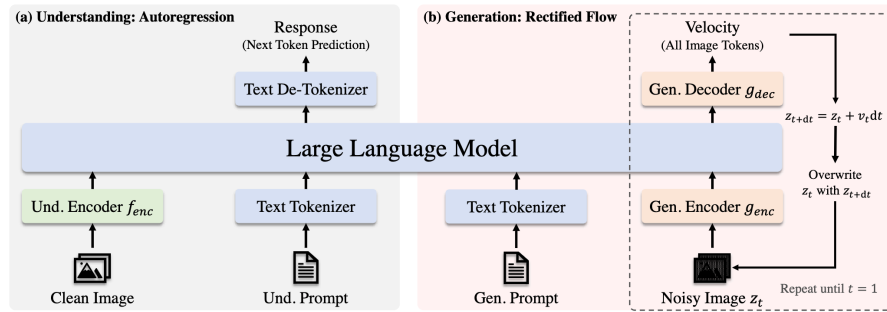 (a) Understanding: Autoregression
Response
(Next Token Prediction)
Text De-Tokenizer
(b) Generation: Rectified Flow
Velocity
(All Image Tokens)
Gen. Decoder g_dec
z_{t+dt} = z_t + v_t dt
Large Language Model
Overwrite
z_t with z_{t+dt}
Und. Encoder f_enc
Text Tokenizer
Text Tokenizer
Gen. Encoder g_enc
Clean Image
Und. Prompt
Gen. Prompt
Noisy Image z_t
Repeat until t = 1